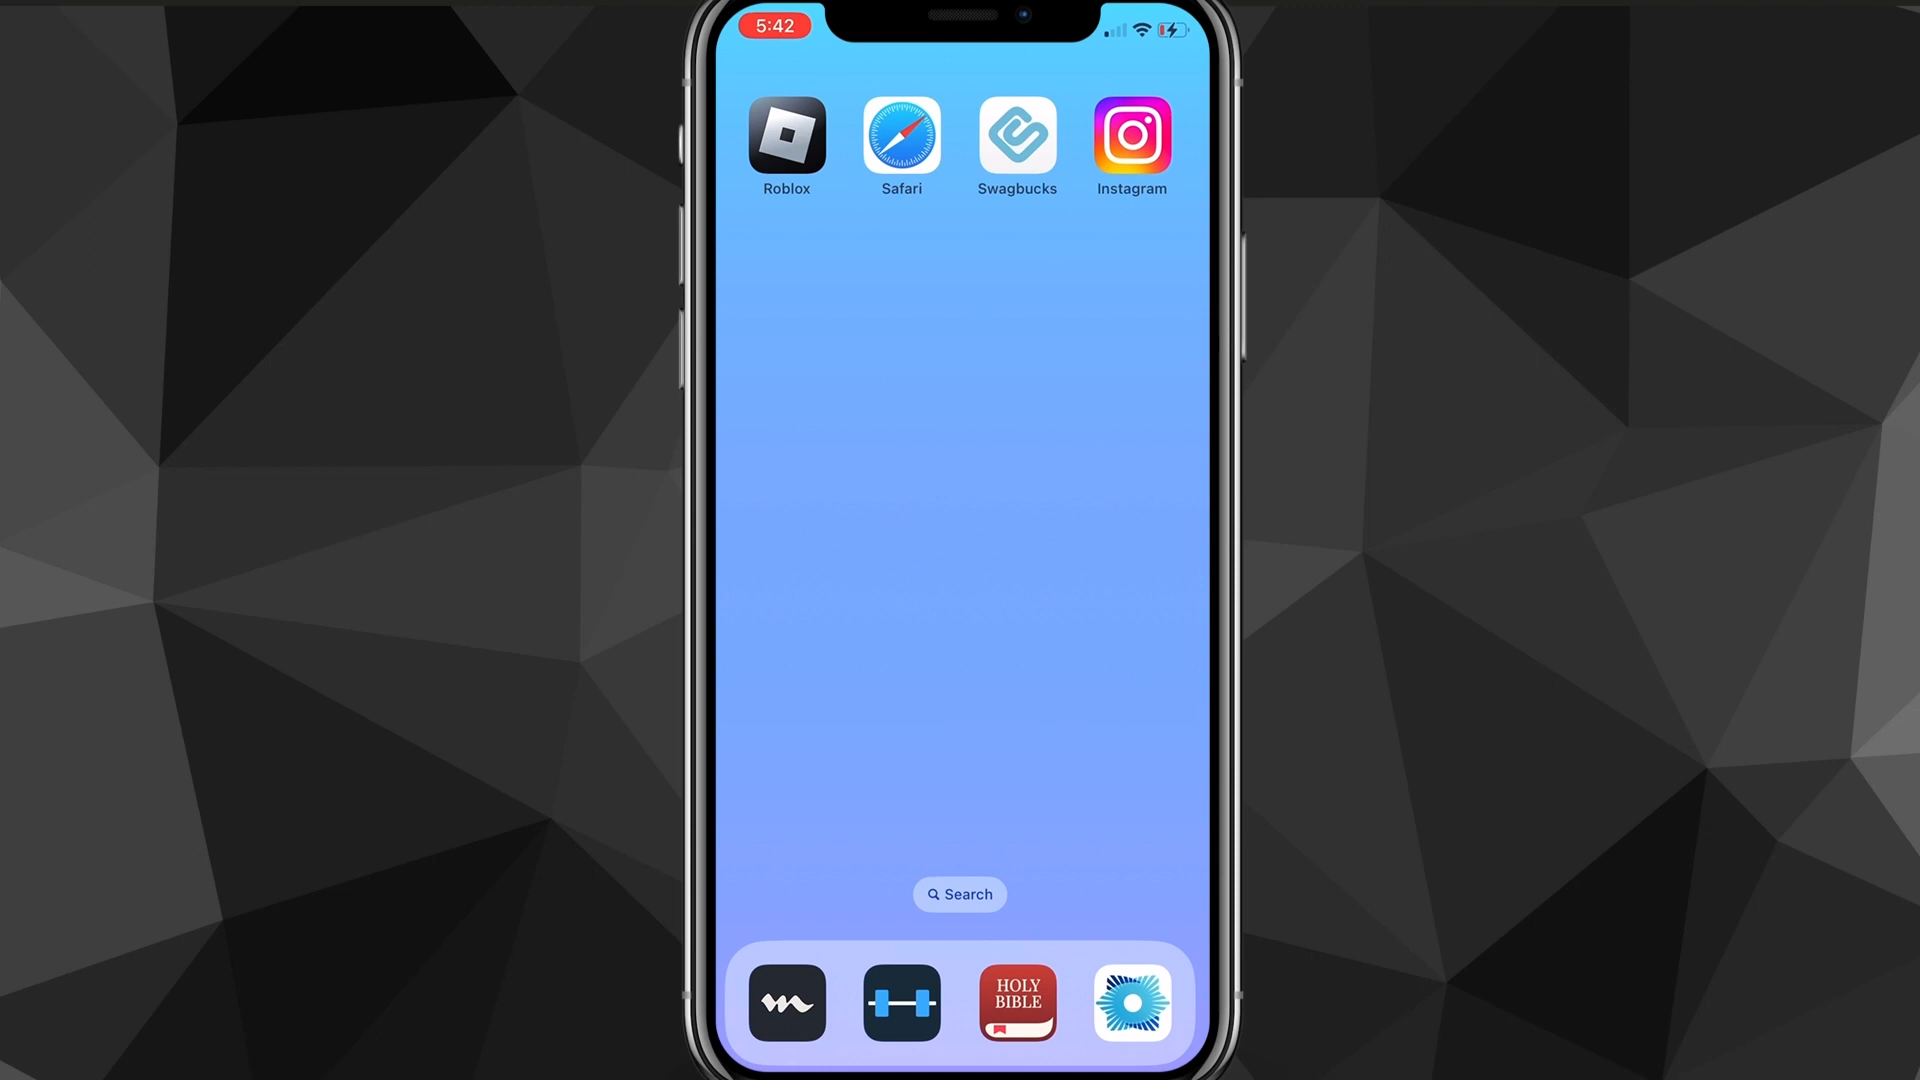 5:42
Roblox
Safari
Swagbucks
Instagram
Search
HOLY
BIBLE